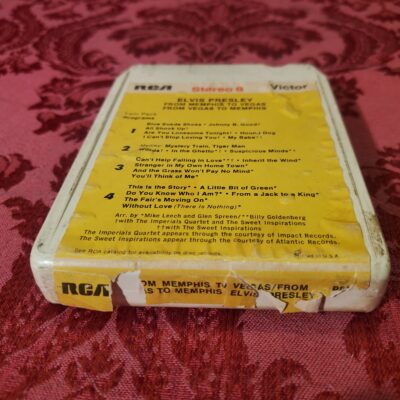 RCA Stereo 8 Victor
ELVIS PRESLEY
FROM MEMPHIS TO VEGAS
FROM VEGAS TO MEMPHIS
Twin Pack
Programs
Blue Suede Shoes • Johnny B. Goode†
All Shook Up†
1 Are You Lonesome Tonight† • Hound Dog
I Can't Stop Loving You† • My Babe†
2 Medley: Mystery Train, Tiger Man
Words† • In the Ghetto†† • Suspicious Minds*
Can't Help Falling in Love**† • Inherit the Wind*
3 Stranger in My Own Home Town*
And the Grass Won't Pay No Mind*
You'll Think of Me*
This Is the Story* • A Little Bit of Green*
4 Do You Know Who I Am?* • From a Jack to a King*
The Fair's Moving On*
Without Love (There is Nothing)*
Arr. by *Mike Leech and Glen Spreen/**Billy Goldenberg
†with The Imperials Quartet and The Sweet Inspirations
††with The Sweet Inspirations
The Imperials Quartet appears through the courtesy of Impact Records.
The Sweet Inspirations appear through the courtesy of Atlantic Records.
See RCA catalog for availability on disc
U.S.A.
RCA
ROM MEMPHIS TO VEGAS/FROM
GAS TO MEMPHIS ELVIS PRESLEY